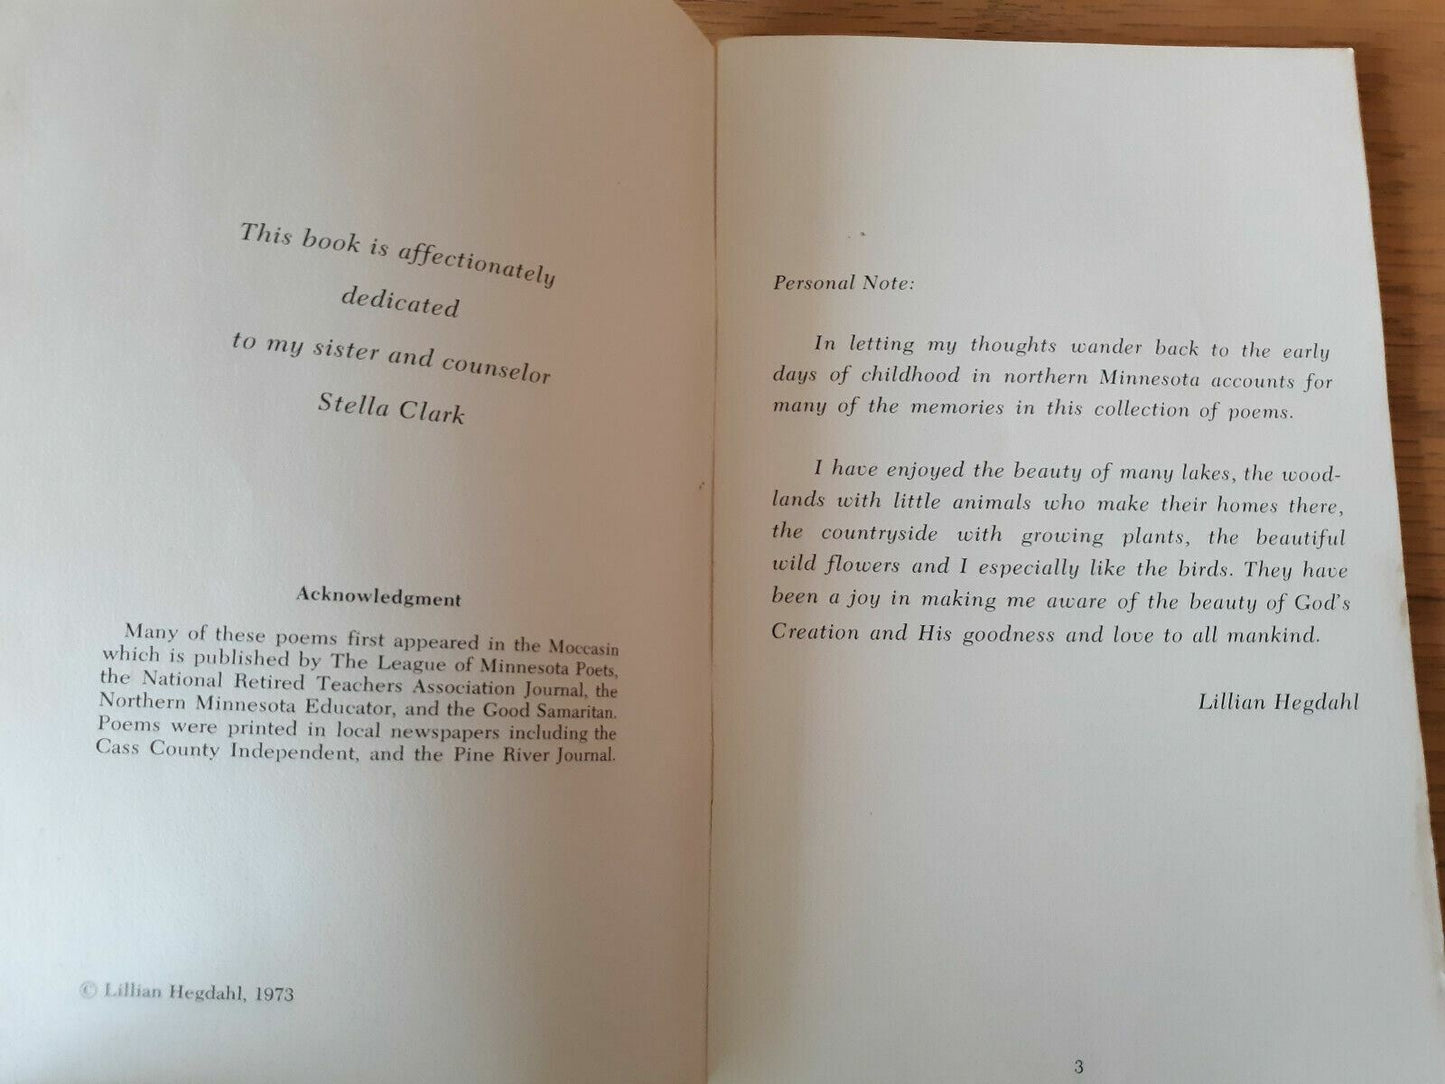 This book is affectionately
dedicated
to my sister and counselor
Stella Clark
Acknowledgment
Many of these poems first appeared in the Moccasin
which is published by The League of Minnesota Poets,
the National Retired Teachers Association Journal, the
Northern Minnesota Educator, and the Good Samaritan.
Poems were printed in local newspapers including the
Cass County Independent, and the Pine River Journal.
© Lillian Hegdahl, 1973
Personal Note:
In letting my thoughts wander back to the early
days of childhood in northern Minnesota accounts for
many of the memories in this collection of poems.
I have enjoyed the beauty of many lakes, the wood-
lands with little animals who make their homes there,
the countryside with growing plants, the beautiful
wild flowers and I especially like the birds. They have
been a joy in making me aware of the beauty of God's
Creation and His goodness and love to all mankind.
Lillian Hegdahl
3